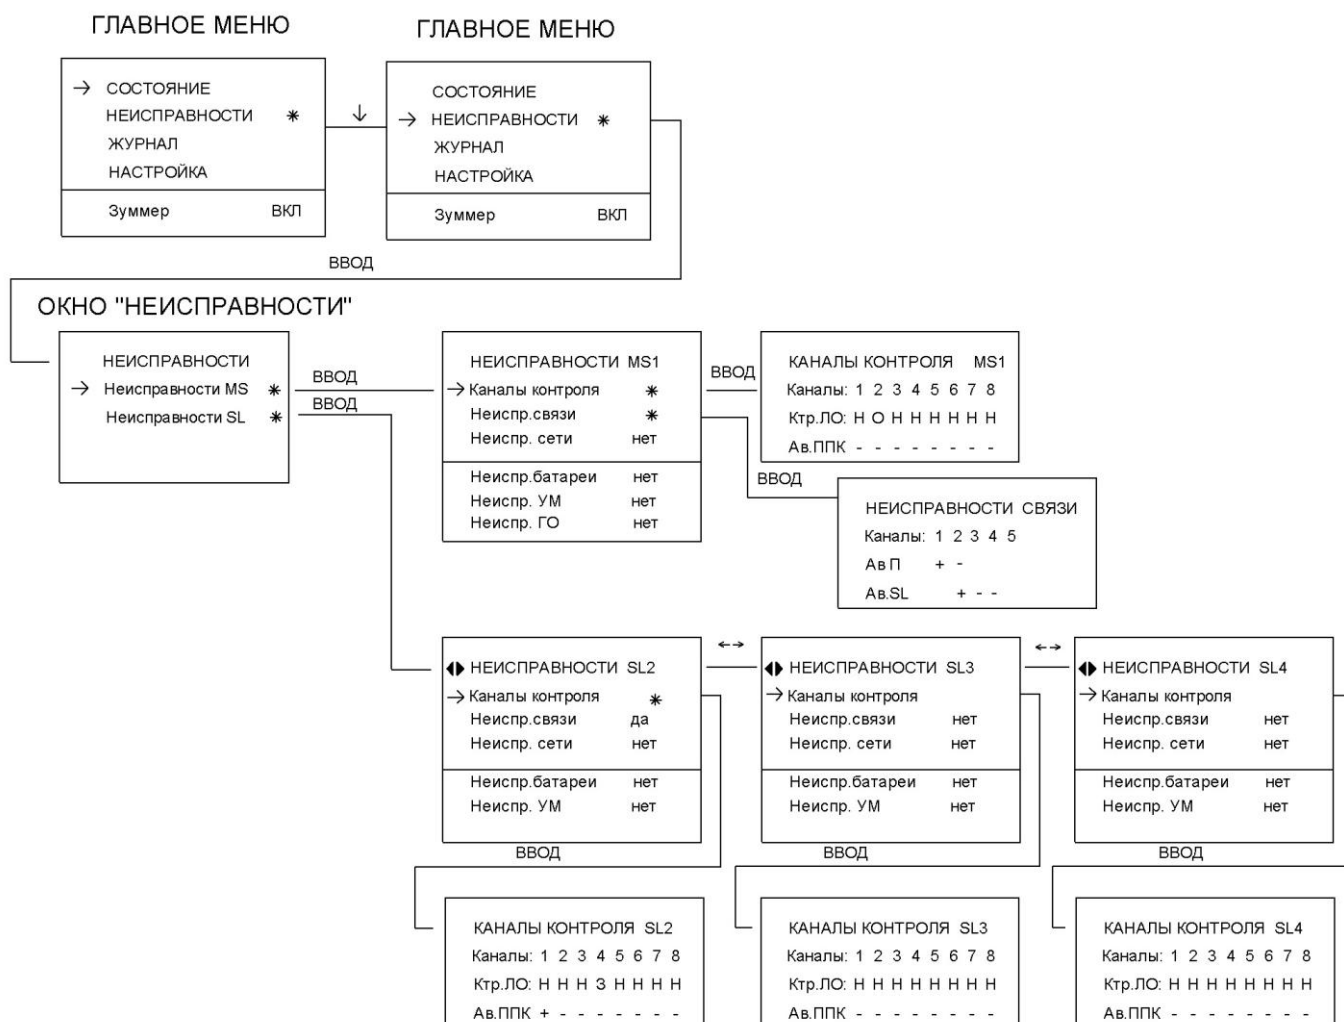 ГЛАВНОЕ МЕНЮ
→ СОСТОЯНИЕ
НЕИСПРАВНОСТИ *
ЖУРНАЛ
НАСТРОЙКА
Зуммер ВКЛ
↓
ГЛАВНОЕ МЕНЮ
СОСТОЯНИЕ
→ НЕИСПРАВНОСТИ *
ЖУРНАЛ
НАСТРОЙКА
Зуммер ВКЛ
ВВОД
ОКНО "НЕИСПРАВНОСТИ"
НЕИСПРАВНОСТИ
→ Неисправности MS *
Неисправности SL *
ВВОД
ВВОД
НЕИСПРАВНОСТИ MS1
→ Каналы контроля *
Неиспр.связи *
Неиспр. сети нет
Неиспр.батареи нет
Неиспр. УМ нет
Неиспр. ГО нет
ВВОД
КАНАЛЫ КОНТРОЛЯ MS1
Каналы: 1 2 3 4 5 6 7 8
Ктр.ЛО: Н О Н Н Н Н Н Н
Ав.ППК - - - - - - - -
ВВОД
НЕИСПРАВНОСТИ СВЯЗИ
Каналы: 1 2 3 4 5
Ав П + -
Ав.SL + - -
НЕИСПРАВНОСТИ SL2
→ Каналы контроля *
Неиспр.связи да
Неиспр. сети нет
Неиспр.батареи нет
Неиспр. УМ нет
ВВОД
НЕИСПРАВНОСТИ SL3
→ Каналы контроля
Неиспр.связи нет
Неиспр. сети нет
Неиспр.батареи нет
Неиспр. УМ нет
ВВОД
НЕИСПРАВНОСТИ SL4
→ Каналы контроля
Неиспр.связи нет
Неиспр. сети нет
Неиспр.батареи нет
Неиспр. УМ нет
ВВОД
КАНАЛЫ КОНТРОЛЯ SL2
Каналы: 1 2 3 4 5 6 7 8
Ктр.ЛО: Н Н Н З Н Н Н Н
Ав.ППК + - - - - - - -
КАНАЛЫ КОНТРОЛЯ SL3
Каналы: 1 2 3 4 5 6 7 8
Ктр.ЛО: Н Н Н Н Н Н Н Н
Ав.ППК - - - - - - - -
КАНАЛЫ КОНТРОЛЯ SL4
Каналы: 1 2 3 4 5 6 7 8
Ктр.ЛО: Н Н Н Н Н Н Н Н
Ав.ППК - - - - - - - -